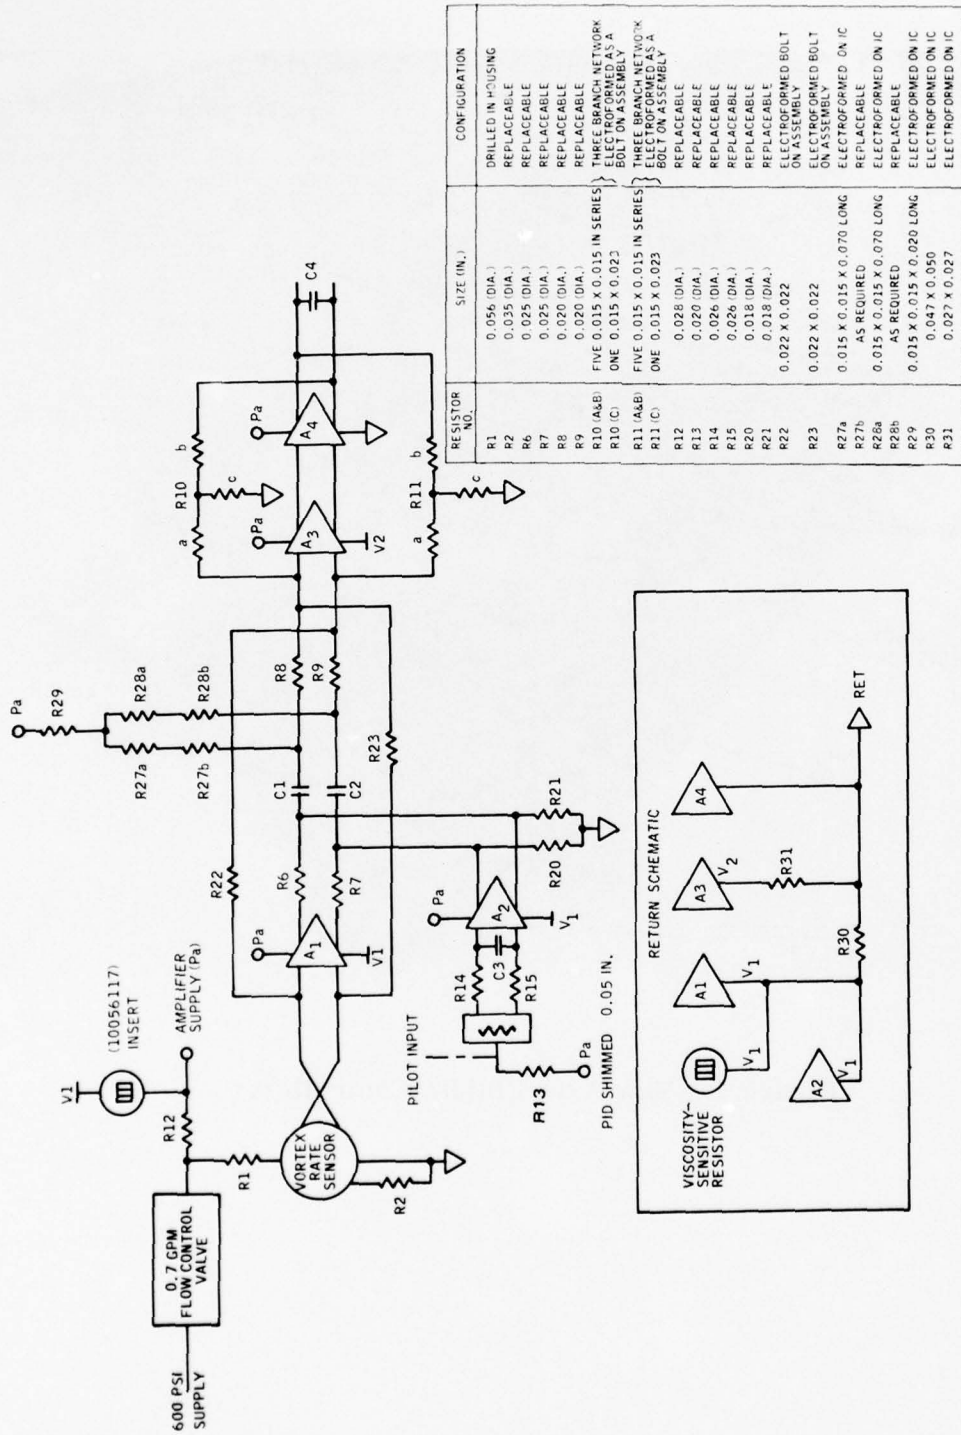 600 PSI
SUPPLY
0.7 GPM
FLOW CONTROL
VALVE
R12
V1
(10056117)
INSERT
AMPLIFIER
SUPPLY (Pa)
R1
VORTEX
RATE
SENSOR
R2
R22
Pa
A1
V1
R6
R7
R23
Pa
R29
R27a
R28a
R27b
R28b
C1
C2
R8
R9
PILOT INPUT
R13
Pa
R14
R15
C3
Pa
A2
V1
R20
R21
PID SHIMMED 0.05 IN.
a
R10
b
c
Pa
A3
V2
Pa
A4
a
R11
b
c
C4
RETURN SCHEMATIC
VISCOSITY-
SENSITIVE
RESISTOR
V1
A1
V1
A2
V1
A3
V2
R31
R30
A4
RET
RESISTOR NO. SIZE (IN.) CONFIGURATION
R1 0.056 (DIA.) DRILLED IN HOUSING
R2 0.035 (DIA.) REPLACEABLE
R6 0.025 (DIA.) REPLACEABLE
R7 0.025 (DIA.) REPLACEABLE
R8 0.020 (DIA.) REPLACEABLE
R9 0.020 (DIA.) REPLACEABLE
R10 (A&B) FIVE 0.015 X 0.015 IN SERIES } THREE BRANCH NETWORK
R10 (C) ONE 0.015 X 0.023 ELECTROFORMED AS A
BOLT ON ASSEMBLY
R11 (A&B) FIVE 0.015 X 0.015 IN SERIES } THREE BRANCH NETWORK
R11 (C) ONE 0.015 X 0.023 ELECTROFORMED AS A
BOLT ON ASSEMBLY
R12 0.028 (DIA.) REPLACEABLE
R13 0.020 (DIA.) REPLACEABLE
R14 0.026 (DIA.) REPLACEABLE
R15 0.026 (DIA.) REPLACEABLE
R20 0.018 (DIA.) REPLACEABLE
R21 0.018 (DIA.) REPLACEABLE
R22 0.022 X 0.022 ELECTROFORMED BOLT
ON ASSEMBLY
R23 0.022 X 0.022 ELECTROFORMED BOLT
ON ASSEMBLY
R27a 0.015 X 0.015 X 0.070 LONG ELECTROFORMED ON IC
R27b AS REQUIRED REPLACEABLE
R28a 0.015 X 0.015 X 0.070 LONG ELECTROFORMED ON IC
R28b AS REQUIRED REPLACEABLE
R29 0.015 X 0.015 X 0.020 LONG ELECTROFORMED ON IC
R30 0.047 X 0.050 ELECTROFORMED ON IC
R31 0.027 X 0.027 ELECTROFORMED ON IC